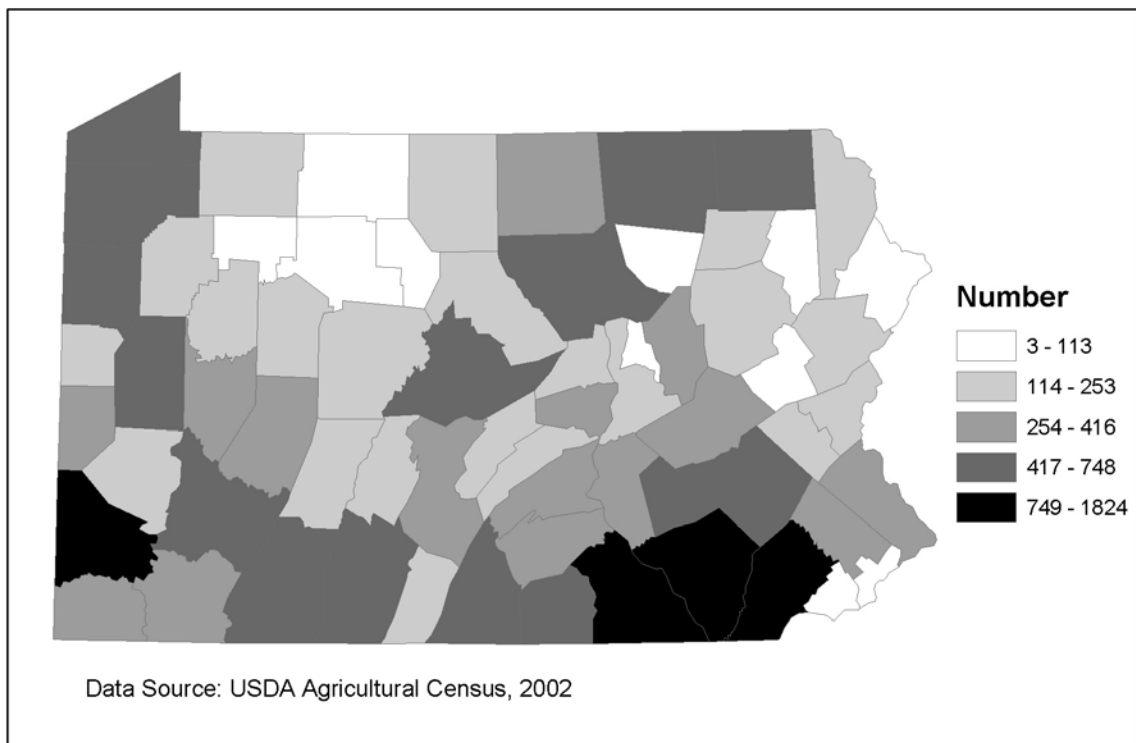 Number
3 - 113
114 - 253
254 - 416
417 - 748
749 - 1824
Data Source: USDA Agricultural Census, 2002